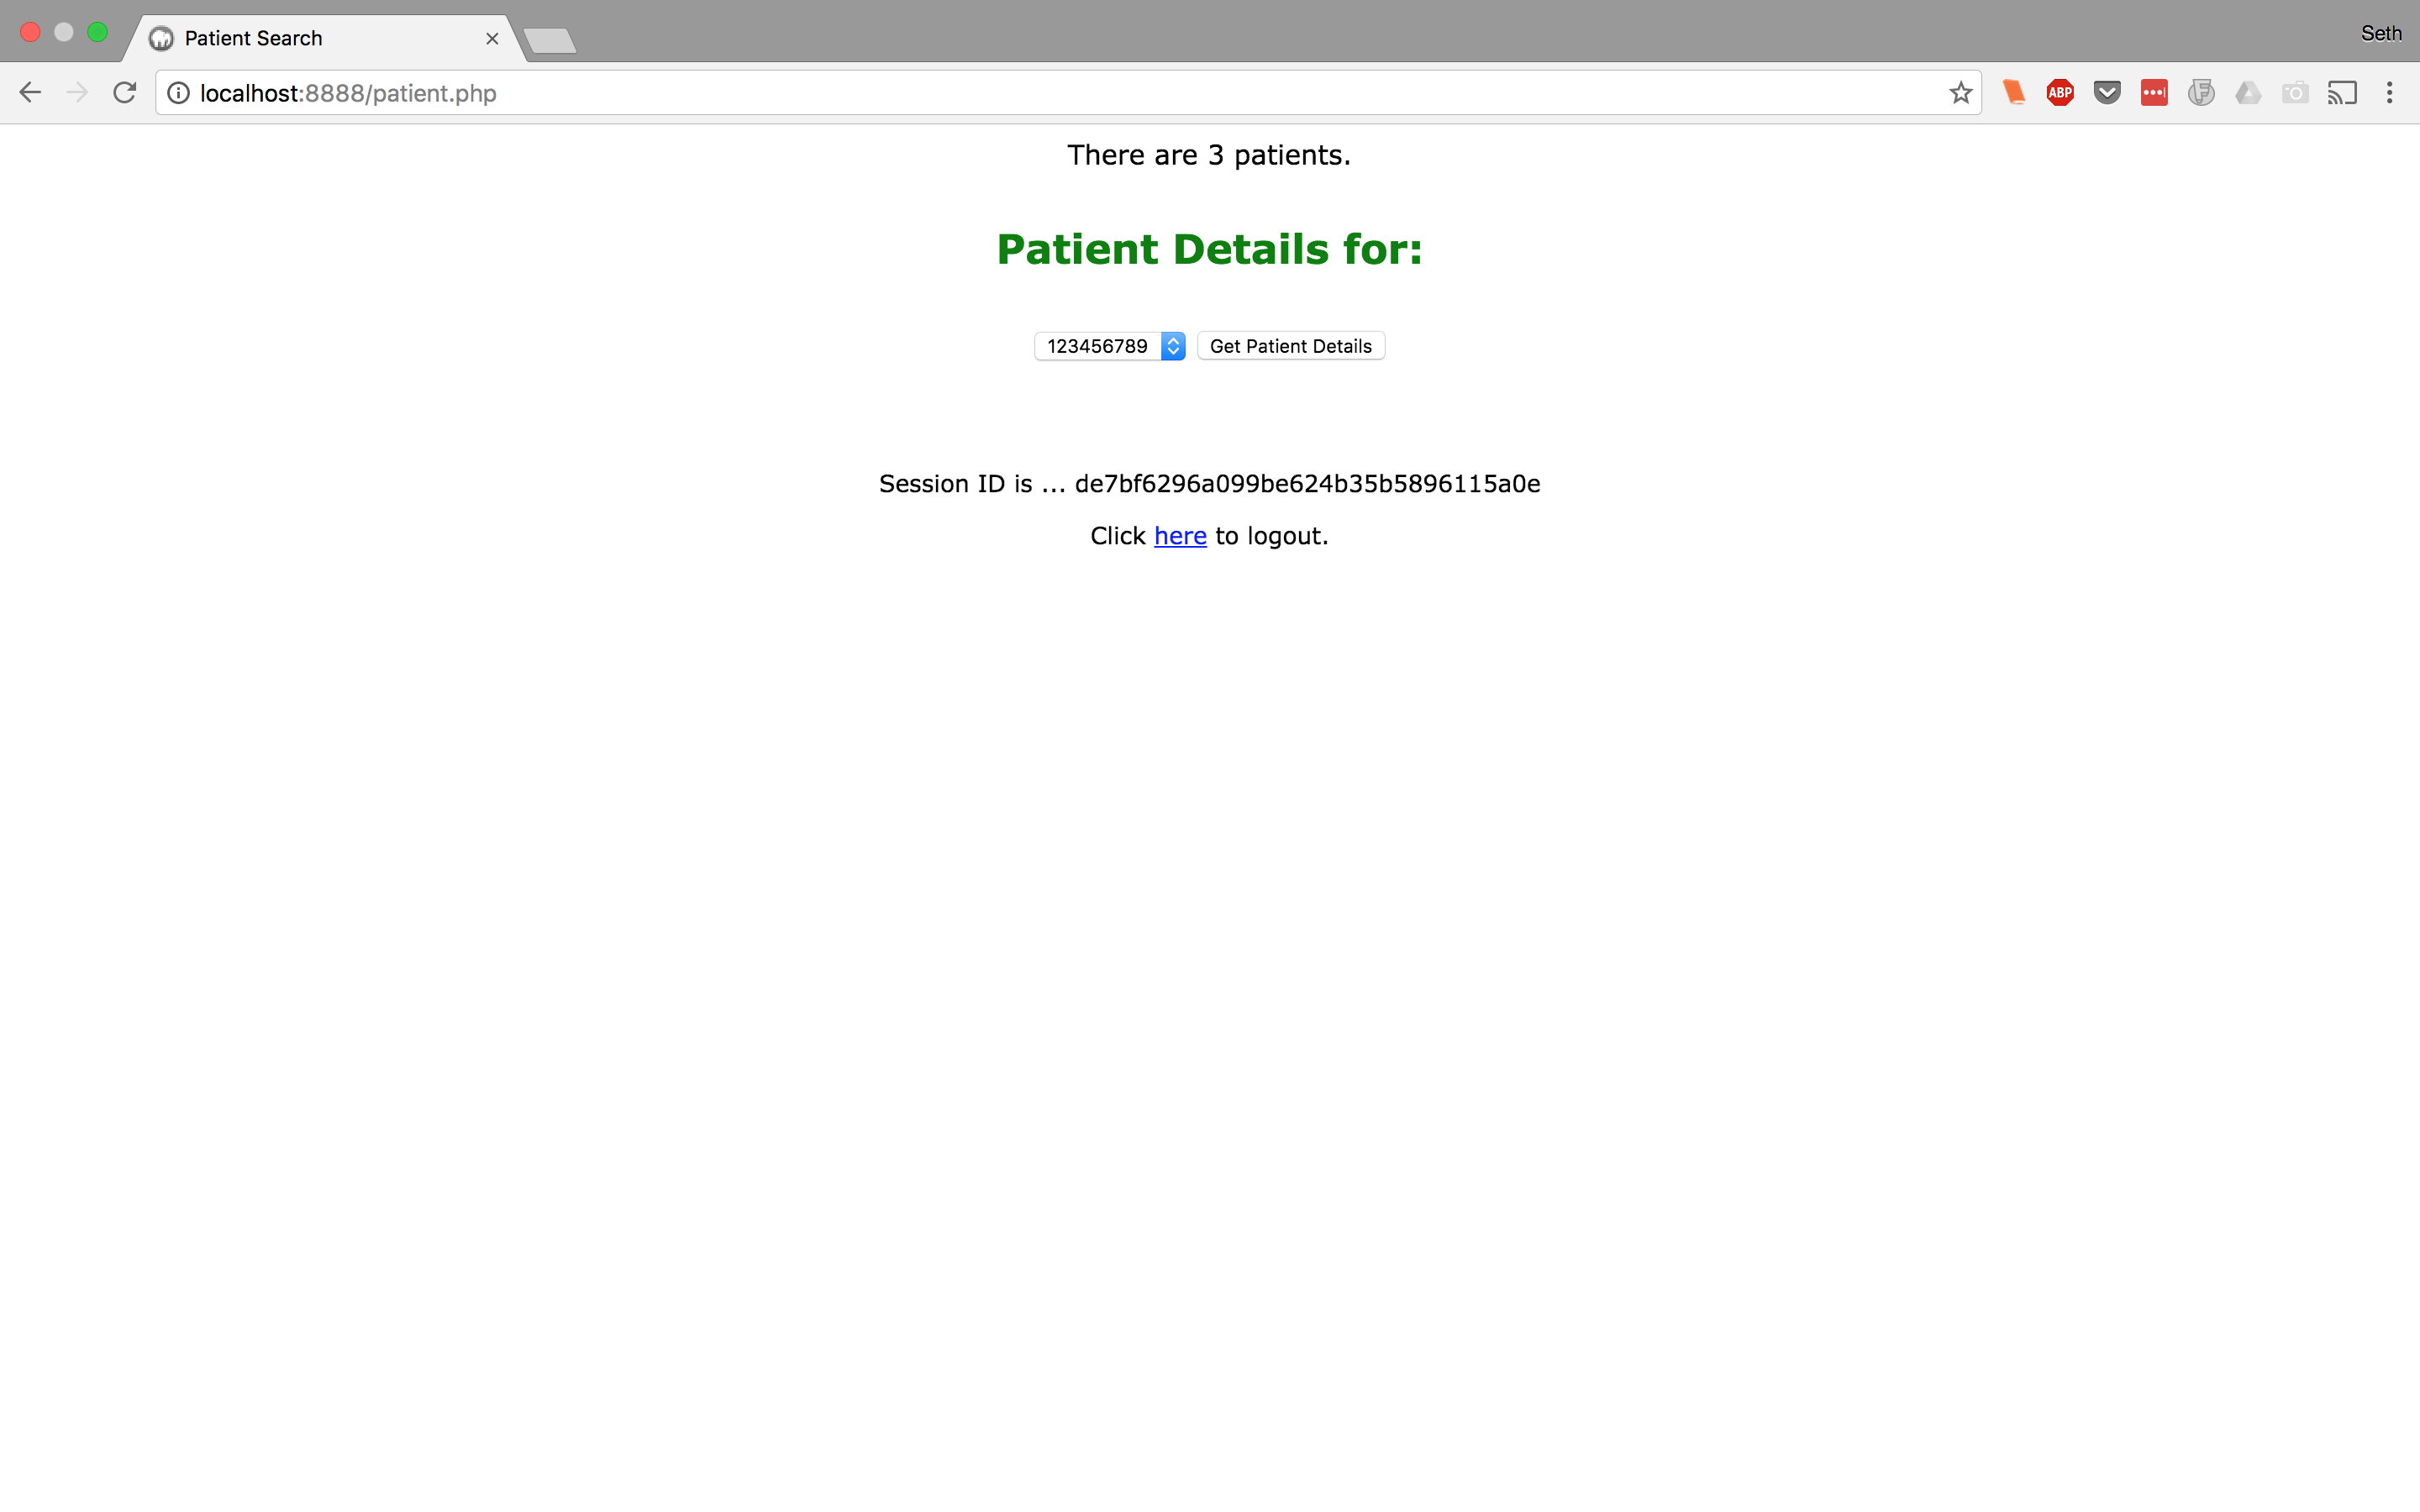 Patient Search
Seth
localhost:8888/patient.php
ABP
There are 3 patients.
Patient Details for:
123456789 Get Patient Details
Session ID is ... de7bf6296a099be624b35b5896115a0e
Click here to logout.